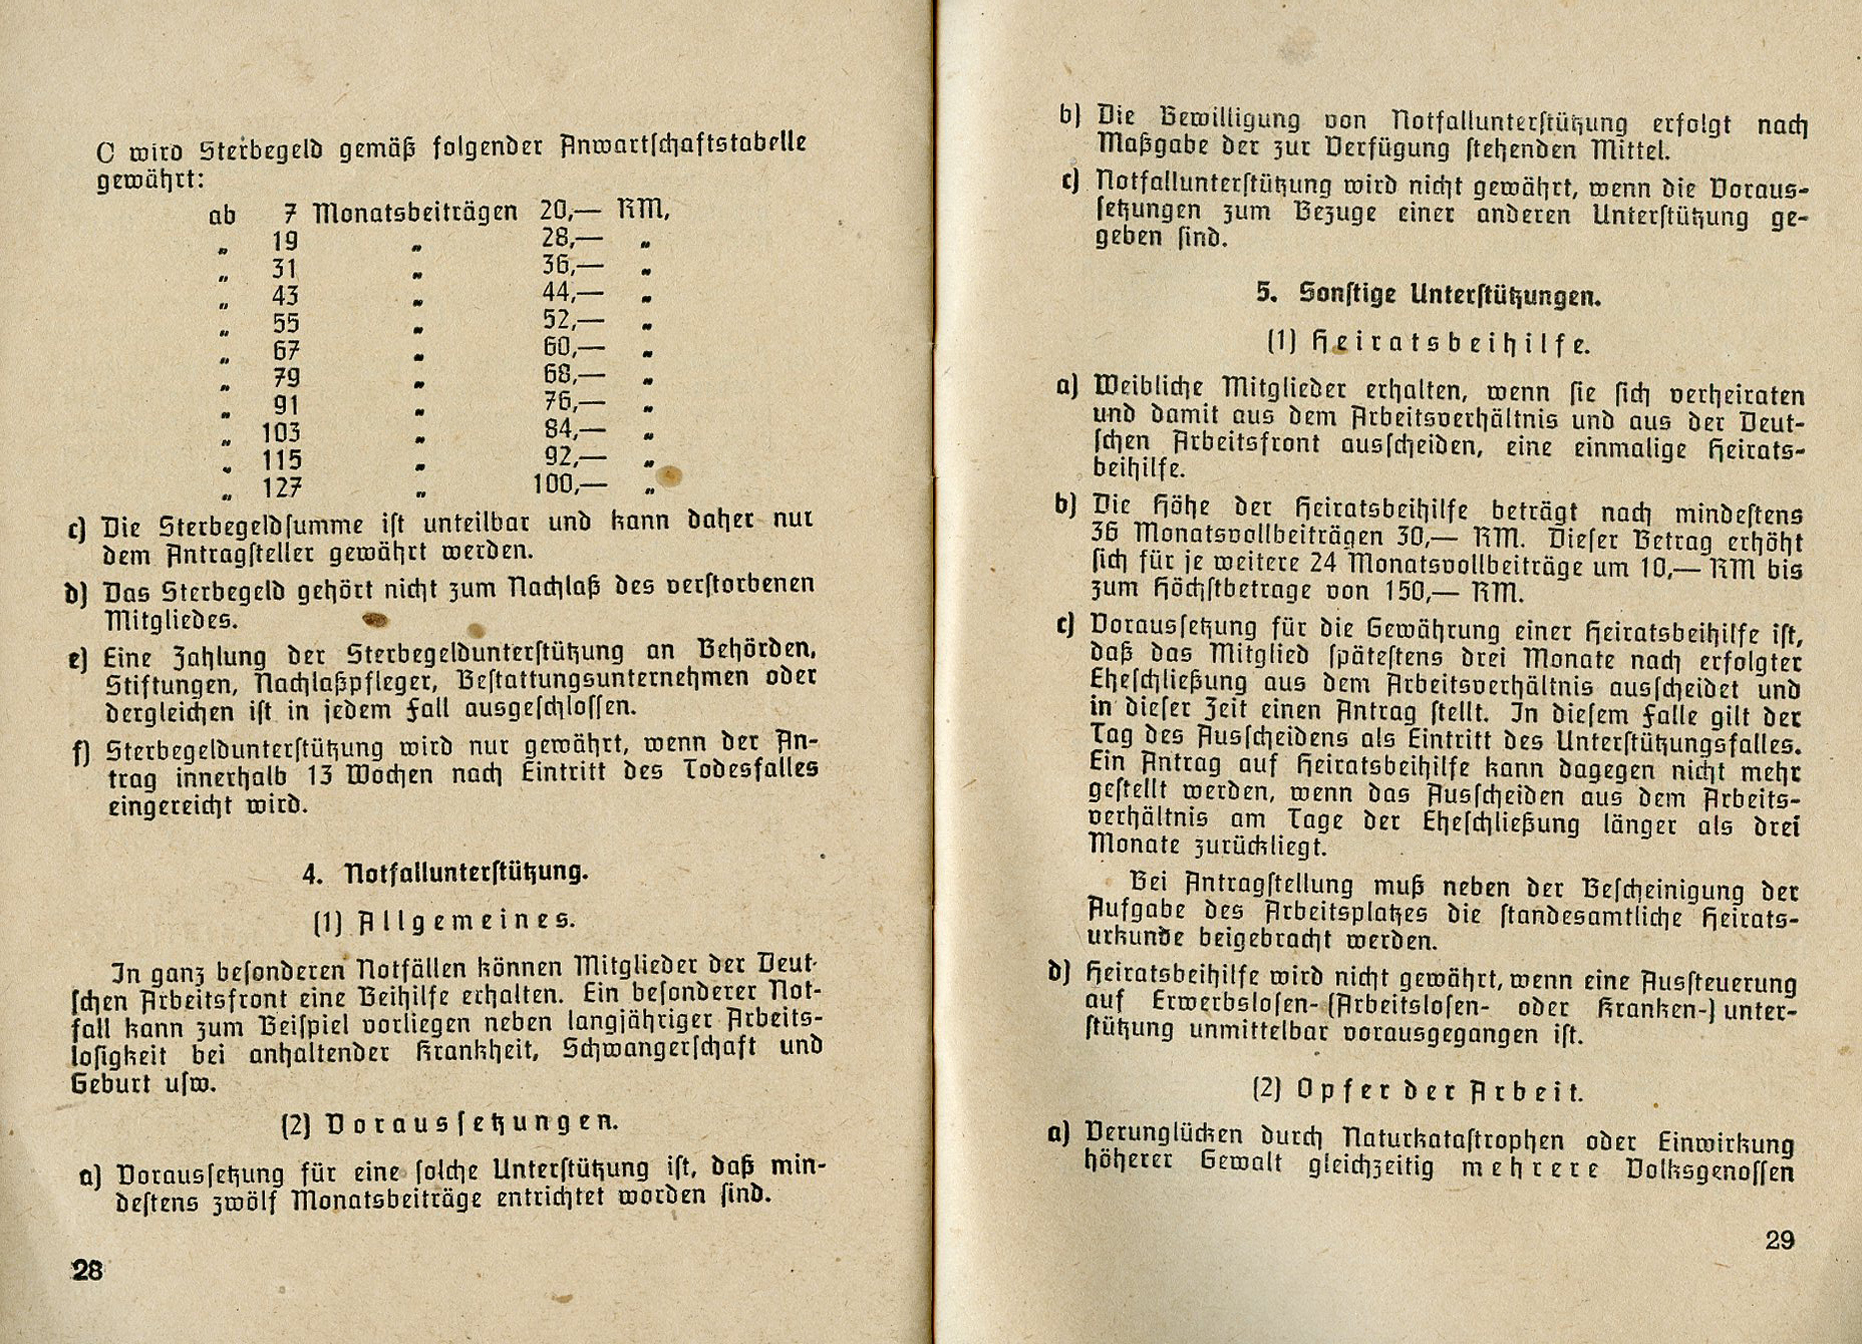 C wird Sterbegeld gemäß folgender Anwartschaftstabelle
gewährt:
ab 7 Monatsbeiträgen 20,— RM,
„ 19 „ 28,— „
„ 31 „ 36,— „
„ 43 „ 44,— „
„ 55 „ 52,— „
„ 67 „ 60,— „
„ 79 „ 68,— „
„ 91 „ 76,— „
„ 103 „ 84,— „
„ 115 „ 92,— „
„ 127 „ 100,— „
c) Die Sterbegeldsumme ist unteilbar und kann daher nur
dem Antragsteller gewährt werden.
d) Das Sterbegeld gehört nicht zum Nachlaß des verstorbenen
Mitgliedes.
e) Eine Zahlung der Sterbegeldunterstützung an Behörden,
Stiftungen, Nachlaßpfleger, Bestattungsunternehmen oder
dergleichen ist in jedem Fall ausgeschlossen.
f) Sterbegeldunterstützung wird nur gewährt, wenn der An-
trag innerhalb 13 Wochen nach Eintritt des Todesfalles
eingereicht wird.
4. Notfallunterstützung.
(1) Allgemeines.
In ganz besonderen Notfällen können Mitglieder der Deut-
schen Arbeitsfront eine Beihilfe erhalten. Ein besonderer Not-
fall kann zum Beispiel vorliegen neben langjähriger Arbeits-
losigkeit bei anhaltender Krankheit, Schwangerschaft und
Geburt usw.
(2) Voraussetzungen.
a) Voraussetzung für eine solche Unterstützung ist, daß min-
destens zwölf Monatsbeiträge entrichtet worden sind.
28
b) Die Bewilligung von Notfallunterstützung erfolgt nach
Maßgabe der zur Verfügung stehenden Mittel.
c) Notfallunterstützung wird nicht gewährt, wenn die Voraus-
setzungen zum Bezuge einer anderen Unterstützung ge-
geben sind.
5. Sonstige Unterstützungen.
(1) Heiratsbeihilfe.
a) Weibliche Mitglieder erhalten, wenn sie sich verheiraten
und damit aus dem Arbeitsverhältnis und aus der Deut-
schen Arbeitsfront ausscheiden, eine einmalige Heirats-
beihilfe.
b) Die Höhe der Heiratsbeihilfe beträgt nach mindestens
36 Monatsvollbeiträgen 30,— RM. Dieser Betrag erhöht
sich für je weitere 24 Monatsvollbeiträge um 10,— RM bis
zum Höchstbetrage von 150,— RM.
c) Voraussetzung für die Gewährung einer Heiratsbeihilfe ist,
daß das Mitglied spätestens drei Monate nach erfolgter
Eheschließung aus dem Arbeitsverhältnis ausscheidet und
in dieser Zeit einen Antrag stellt. In diesem Falle gilt der
Tag des Ausscheidens als Eintritt des Unterstützungsfalles.
Ein Antrag auf Heiratsbeihilfe kann dagegen nicht mehr
gestellt werden, wenn das Ausscheiden aus dem Arbeits-
verhältnis am Tage der Eheschließung länger als drei
Monate zurückliegt.
Bei Antragstellung muß neben der Bescheinigung der
Aufgabe des Arbeitsplatzes die standesamtliche Heirats-
urkunde beigebracht werden.
d) Heiratsbeihilfe wird nicht gewährt, wenn eine Aussteuerung
auf Erwerbslosen- (Arbeitslosen- oder Kranken-) unter-
stützung unmittelbar vorausgegangen ist.
(2) Opfer der Arbeit.
a) Verunglücken durch Naturkatastrophen oder Einwirkung
höherer Gewalt gleichzeitig mehrere Volksgenossen
29